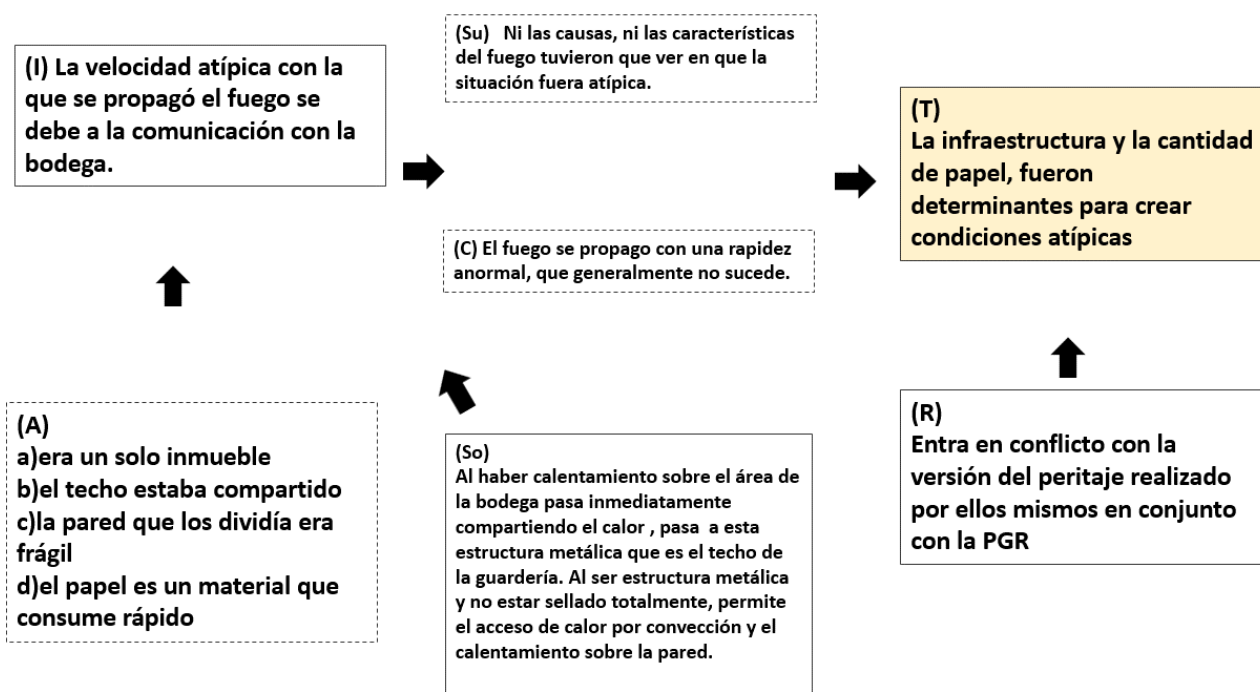 (I) La velocidad atípica con la
que se propagó el fuego se
debe a la comunicación con la
bodega.
(Su) Ni las causas, ni las características
del fuego tuvieron que ver en que la
situación fuera atípica.
(T)
La infraestructura y la cantidad
de papel, fueron
determinantes para crear
condiciones atípicas
(C) El fuego se propago con una rapidez
anormal, que generalmente no sucede.
(A)
a)era un solo inmueble
b)el techo estaba compartido
c)la pared que los dividía era
frágil
d)el papel es un material que
consume rápido
(So)
Al haber calentamiento sobre el área de
la bodega pasa inmediatamente
compartiendo el calor , pasa a esta
estructura metálica que es el techo de
la guardería. Al ser estructura metálica
y no estar sellado totalmente, permite
el acceso de calor por convección y el
calentamiento sobre la pared.
(R)
Entra en conflicto con la
versión del peritaje realizado
por ellos mismos en conjunto
con la PGR